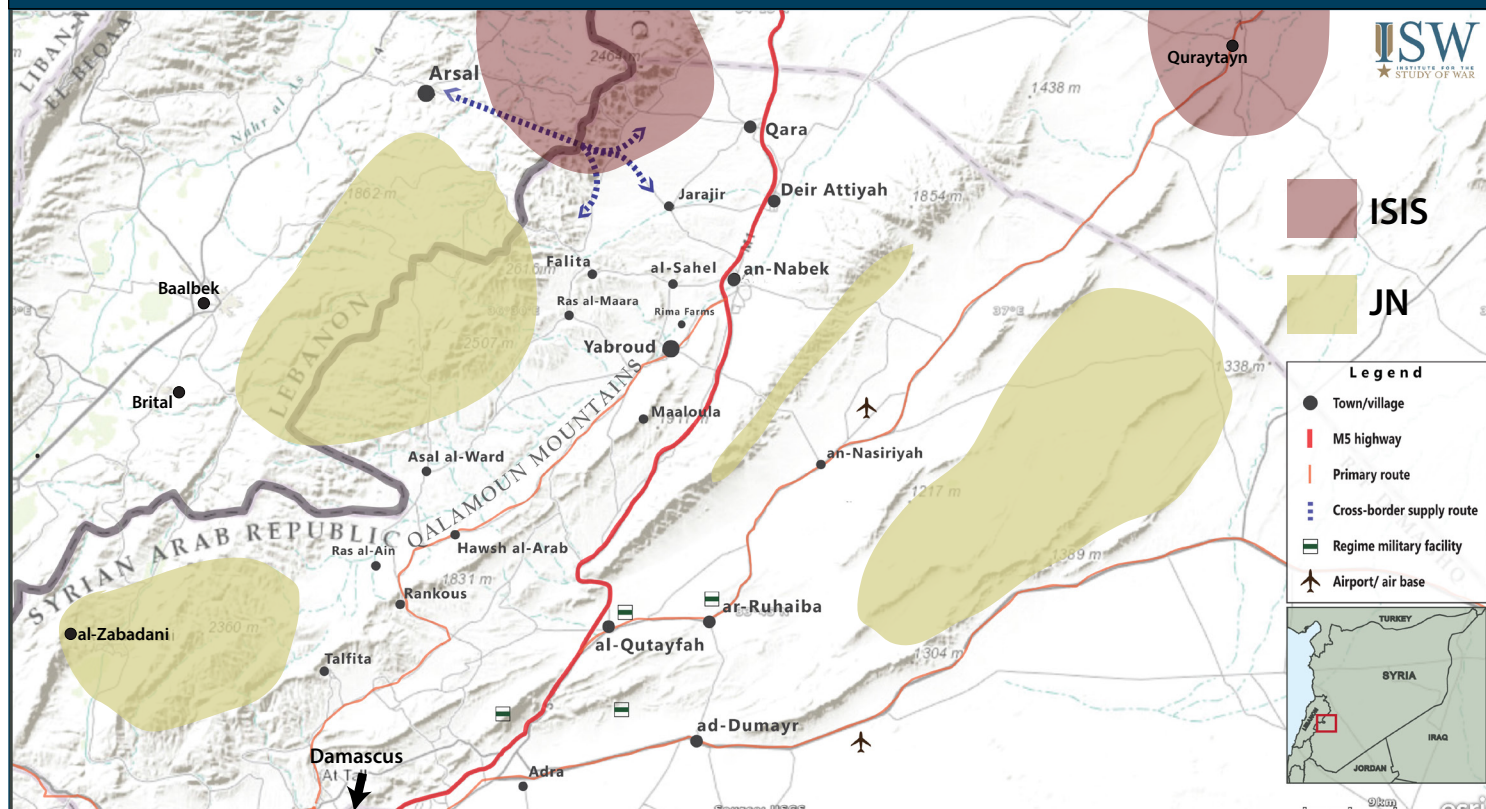 ISW
INSTITUTE FOR THE
STUDY OF WAR
Quraytayn
Arsal
2464 m
1438 m
EL BEQAA
Nahr al As
Qara
1862 m
Jarajir
Deir Attiyah
1854 m
ISIS
M1
Falita
al-Sahel
an-Nabek
Baalbek
Ras al-Maara
Rima Farms
37°E
JN
LEBANON
2507 m
Yabroud
1338 m
Brital
Maaloula
Asal al-Ward
an-Nasiriyah
QALAMOUN MOUNTAINS
1217 m
SYRIAN ARAB REPUBLIC
Ras al-Ain
Hawsh al-Arab
1831 m
1389 m
Rankous
ar-Ruhaiba
al-Zabadani
2360 m
al-Qutayfah
Talfita
1304 m
ad-Dumayr
Damascus
Adra
Legend
Town/village
M5 highway
Primary route
Cross-border supply route
Regime military facility
Airport/ air base
TURKEY
SYRIA
LEBANON
IRAQ
JORDAN
9km
esri